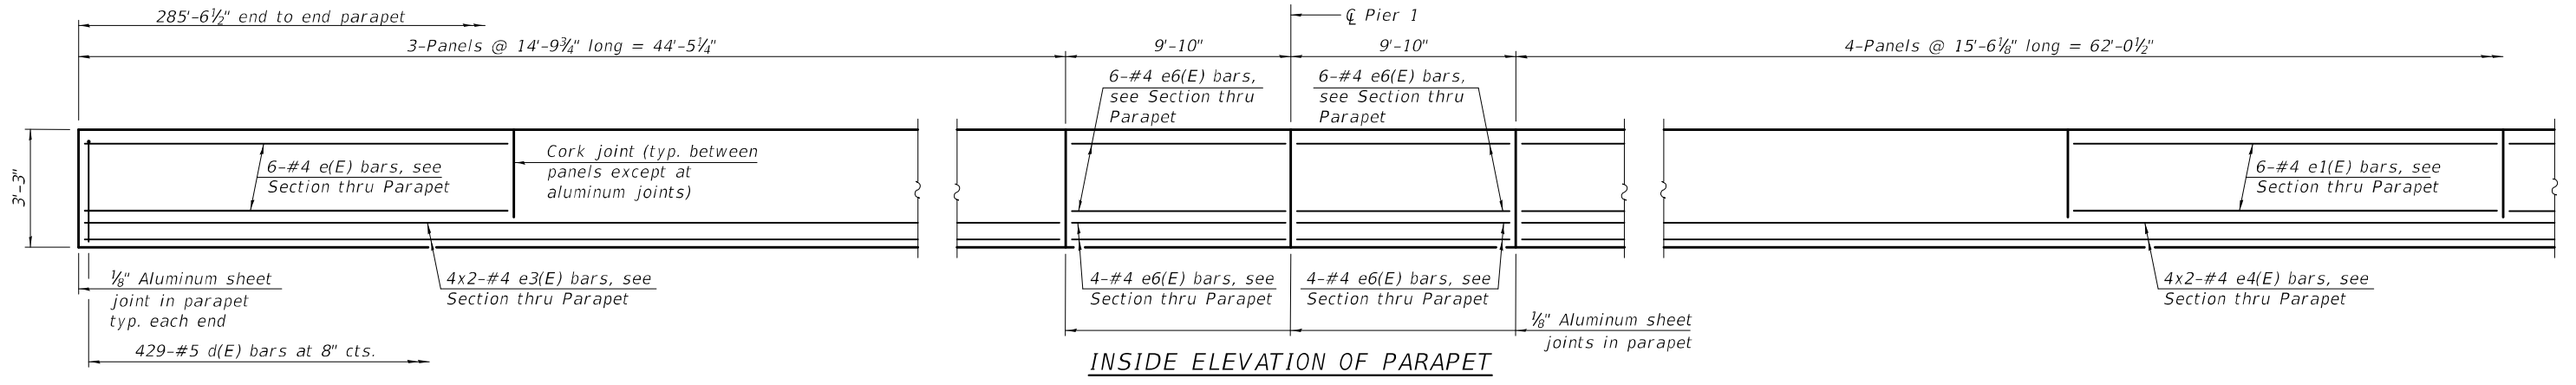 285'-6½" end to end parapet
℄ Pier 1
3-Panels @ 14'-9¾" long = 44'-5¼"
9'-10"
9'-10"
4-Panels @ 15'-6⅛" long = 62'-0½"
6-#4 e6(E) bars,
see Section thru
Parapet
6-#4 e6(E) bars,
see Section thru
Parapet
3'-3"
6-#4 e(E) bars, see
Section thru Parapet
Cork joint (typ. between
panels except at
aluminum joints)
6-#4 e1(E) bars, see
Section thru Parapet
⅛" Aluminum sheet
joint in parapet
typ. each end
4x2-#4 e3(E) bars, see
Section thru Parapet
4-#4 e6(E) bars, see
Section thru Parapet
4-#4 e6(E) bars, see
Section thru Parapet
4x2-#4 e4(E) bars, see
Section thru Parapet
⅛" Aluminum sheet
joints in parapet
429-#5 d(E) bars at 8" cts.
INSIDE ELEVATION OF PARAPET